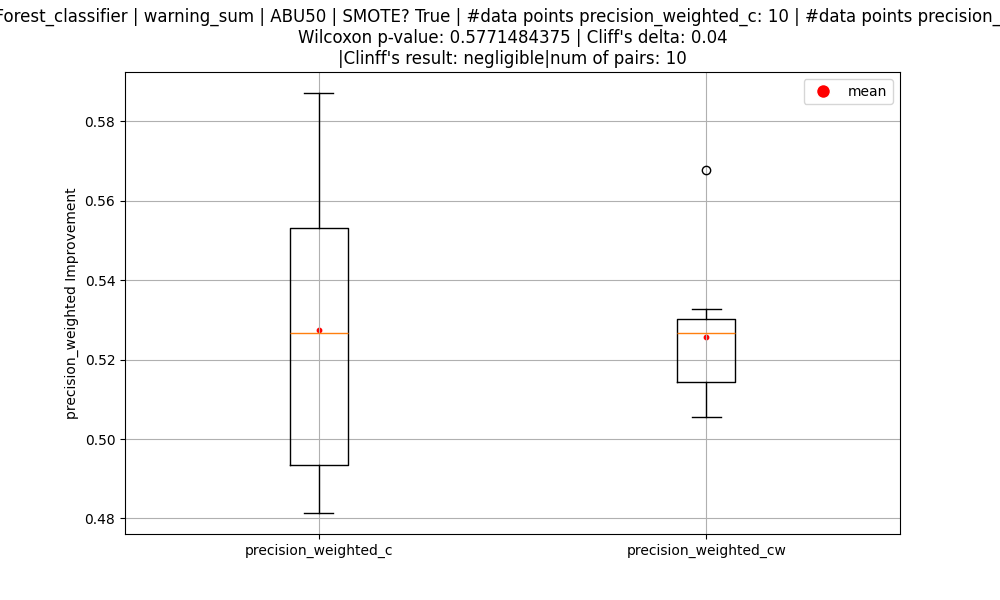 Forest_classifier | warning_sum | ABU50 | SMOTE? True | #data points precision_weighted_c: 10 | #data points precision_
Wilcoxon p-value: 0.5771484375 | Cliff's delta: 0.04
|Clinff's result: negligible|num of pairs: 10
mean
0.58
0.56
0.54
0.52
0.50
0.48
precision_weighted Improvement
precision_weighted_c
precision_weighted_cw